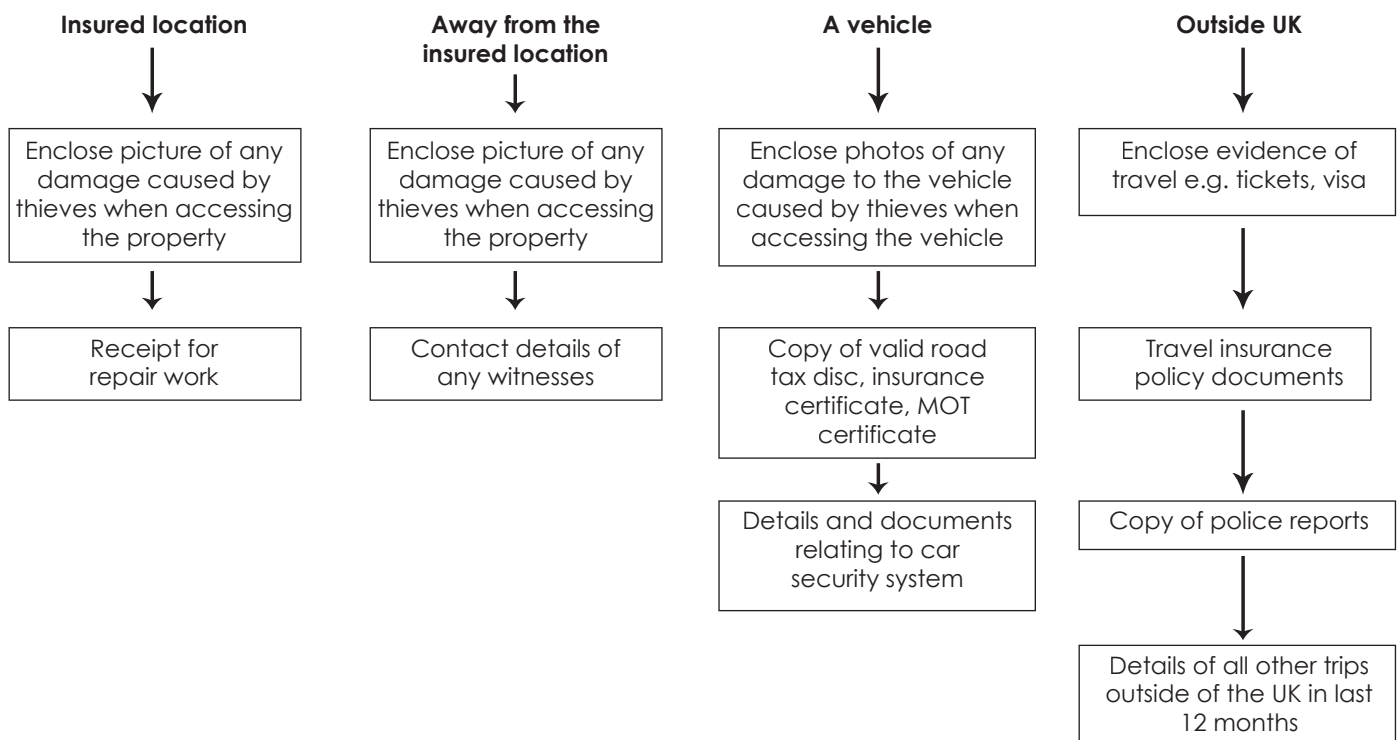 Insured location
Enclose picture of any
damage caused by
thieves when accessing
the property
Receipt for
repair work
Away from the
insured location
Enclose picture of any
damage caused by
thieves when accessing
the property
Contact details of
any witnesses
A vehicle
Enclose photos of any
damage to the vehicle
caused by thieves when
accessing the vehicle
Copy of valid road
tax disc, insurance
certificate, MOT
certificate
Details and documents
relating to car
security system
Outside UK
Enclose evidence of
travel e.g. tickets, visa
Travel insurance
policy documents
Copy of police reports
Details of all other trips
outside of the UK in last
12 months